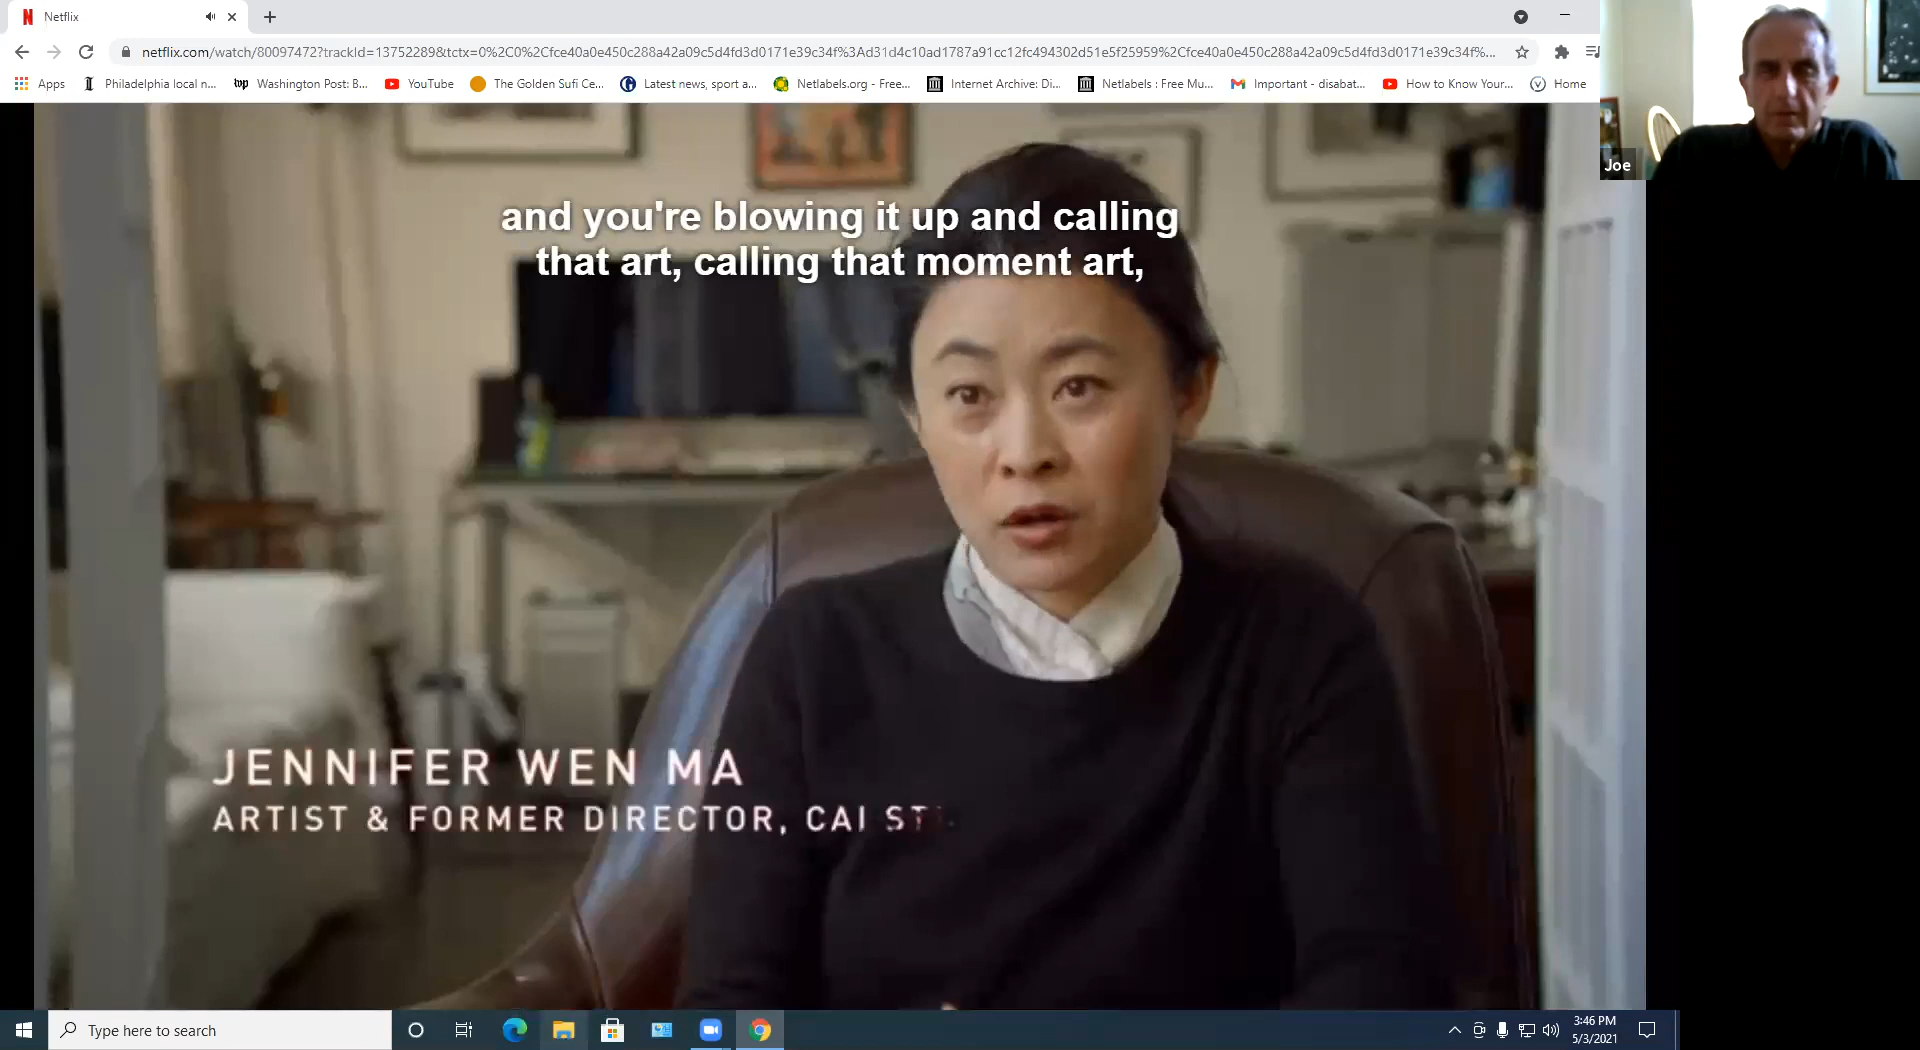 Netflix
netflix.com/watch/80097472?trackId=13752289&tctx=0%2C0%2Cfce40a0e450c288a42a09c5d4fd3d0171e39c34f%3Ad31d4c10ad1787a91cc12fc494302d51e5f25959%2Cfce40a0e450c288a42a09c5d4fd3d0171e39c34f%...
Apps Philadelphia local n... Washington Post: B... YouTube The Golden Sufi Ce... Latest news, sport a... Netlabels.org - Free... Internet Archive: Di... Netlabels : Free Mu... Important - disabat... How to Know Your... Home
Joe
and you're blowing it up and calling
that art, calling that moment art,
JENNIFER WEN MA
ARTIST & FORMER DIRECTOR, CAI
Type here to search
3:46 PM
5/3/2021